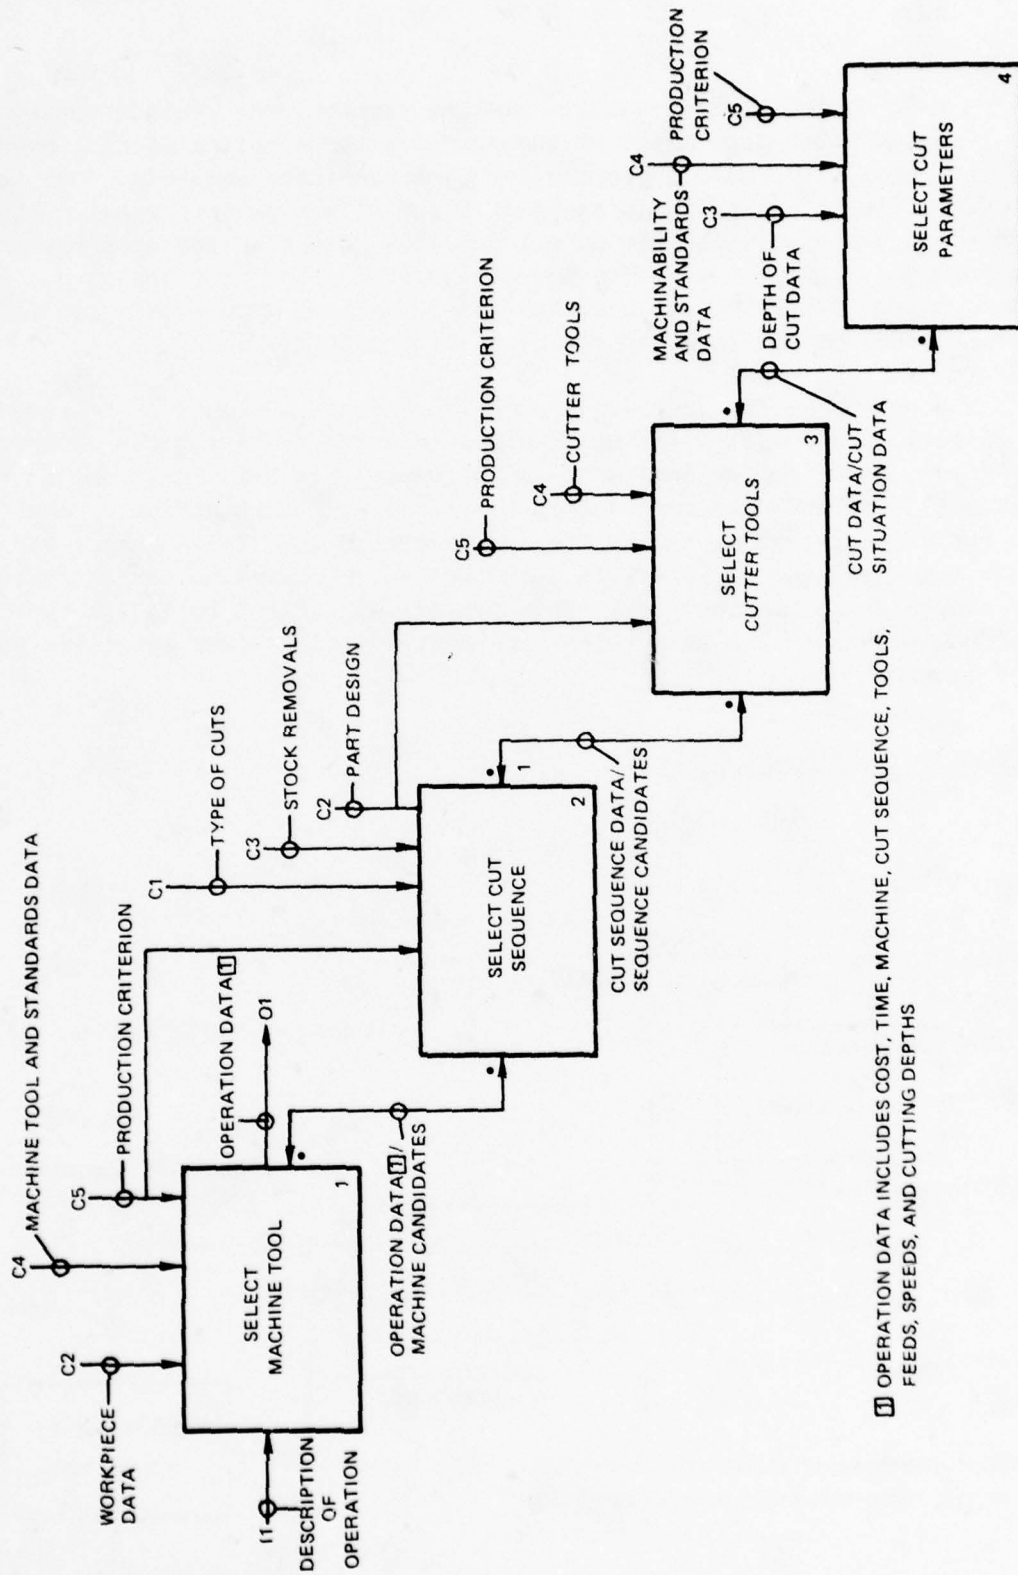 C2
WORKPIECE
DATA
C4
MACHINE TOOL AND STANDARDS DATA
C5
PRODUCTION CRITERION
I1
DESCRIPTION
OF
OPERATION
SELECT
MACHINE TOOL
1
OPERATION DATA[1]
O1
OPERATION DATA[1]/
MACHINE CANDIDATES
C1
TYPE OF CUTS
C3
STOCK REMOVALS
C2
PART DESIGN
SELECT CUT
SEQUENCE
2
1
CUT SEQUENCE DATA/
SEQUENCE CANDIDATES
C5
PRODUCTION CRITERION
C4
CUTTER TOOLS
SELECT
CUTTER TOOLS
3
CUT DATA/CUT
SITUATION DATA
MACHINABILITY
AND STANDARDS
DATA
C4
PRODUCTION
CRITERION
C3
C5
DEPTH OF
CUT DATA
SELECT CUT
PARAMETERS
4
[1] OPERATION DATA INCLUDES COST, TIME, MACHINE, CUT SEQUENCE, TOOLS,
FEEDS, SPEEDS, AND CUTTING DEPTHS